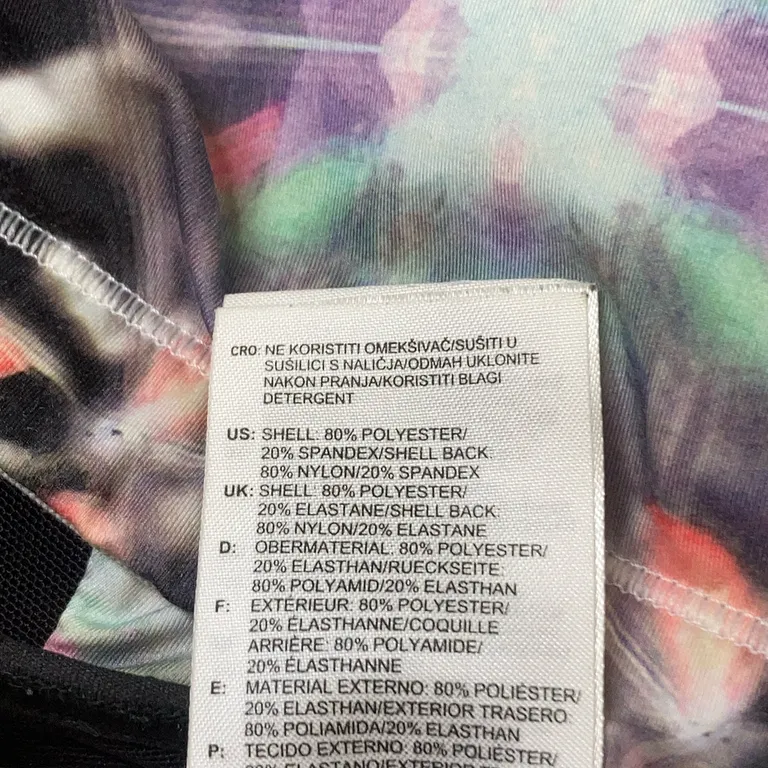 CRO: NE KORISTITI OMEKŠIVAČ/SUŠITI U
SUŠILICI S NALIČJA/ODMAH UKLONITE
NAKON PRANJA/KORISTITI BLAGI
DETERGENT
US: SHELL: 80% POLYESTER/
20% SPANDEX/SHELL BACK:
80% NYLON/20% SPANDEX
UK: SHELL: 80% POLYESTER/
20% ELASTANE/SHELL BACK:
80% NYLON/20% ELASTANE
D: OBERMATERIAL: 80% POLYESTER/
20% ELASTHAN/RUECKSEITE:
80% POLYAMID/20% ELASTHAN
F: EXTÉRIEUR: 80% POLYESTER/
20% ÉLASTHANNE/COQUILLE
ARRIÈRE: 80% POLYAMIDE/
20% ÉLASTHANNE
E: MATERIAL EXTERNO: 80% POLIÉSTER/
20% ELASTHAN/EXTERIOR TRASERO:
80% POLIAMIDA/20% ELASTHAN
P: TECIDO EXTERNO: 80% POLIÉSTER/